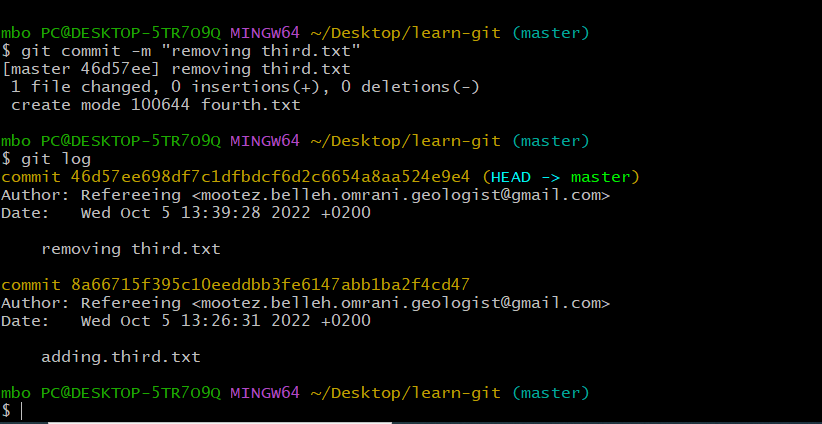 mbo PC@DESKTOP-5TR7O9Q MINGW64 ~/Desktop/learn-git (master)
$ git commit -m "removing third.txt"
[master 46d57ee] removing third.txt
 1 file changed, 0 insertions(+), 0 deletions(-)
 create mode 100644 fourth.txt
mbo PC@DESKTOP-5TR7O9Q MINGW64 ~/Desktop/learn-git (master)
$ git log
commit 46d57ee698df7c1dfbdcf6d2c6654a8aa524e9e4 (HEAD -> master)
Author: Refereeing <mootez.belleh.omrani.geologist@gmail.com>
Date:   Wed Oct 5 13:39:28 2022 +0200
    removing third.txt
commit 8a66715f395c10eeddbb3fe6147abb1ba2f4cd47
Author: Refereeing <mootez.belleh.omrani.geologist@gmail.com>
Date:   Wed Oct 5 13:26:31 2022 +0200
    adding.third.txt
mbo PC@DESKTOP-5TR7O9Q MINGW64 ~/Desktop/learn-git (master)
$